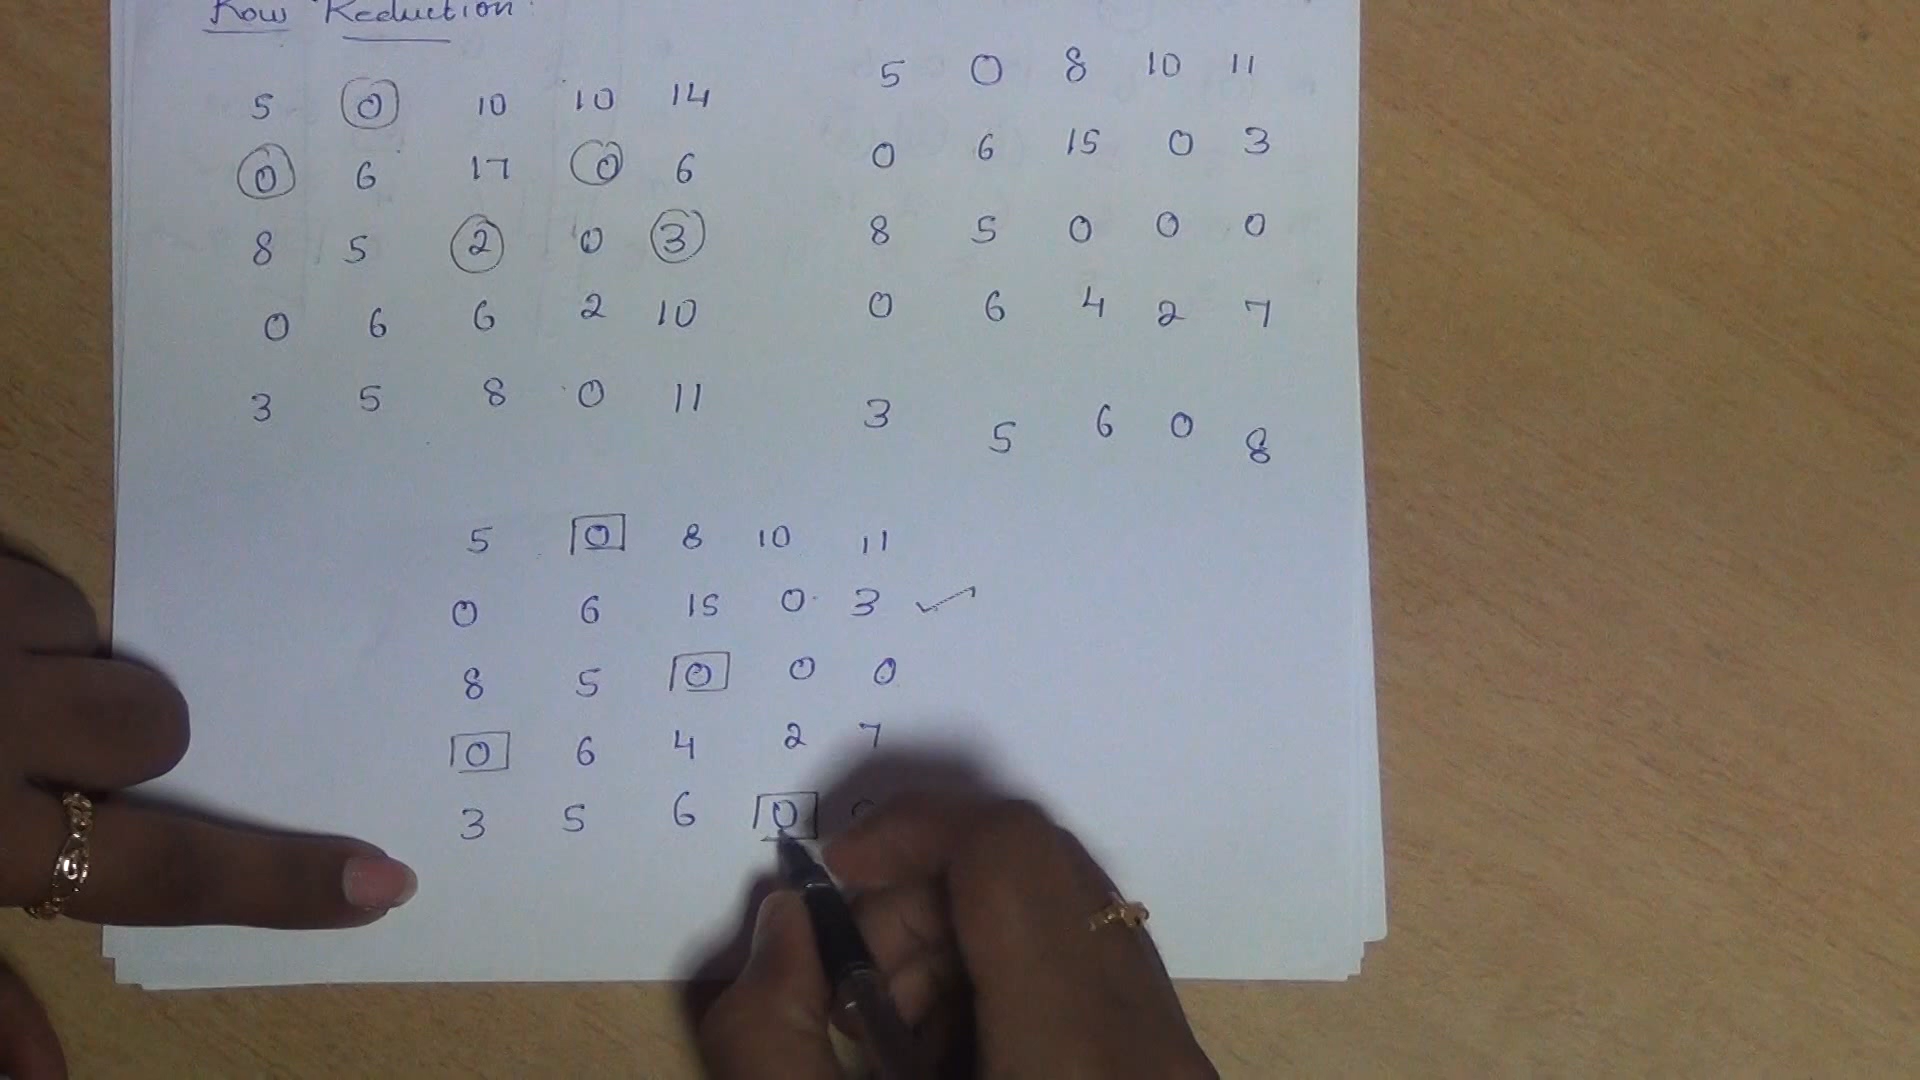 Row Reduction:
5 0 10 10 14
0 6 17 0 6
8 5 2 0 3
0 6 6 2 10
3 5 8 0 11
5 0 8 10 11
0 6 15 0 3
8 5 0 0 0
0 6 4 2 7
3 5 6 0 8
5 0 8 10 11
0 6 15 0 3 ✓
8 5 0 0 0
0 6 4 2 7
3 5 6 0